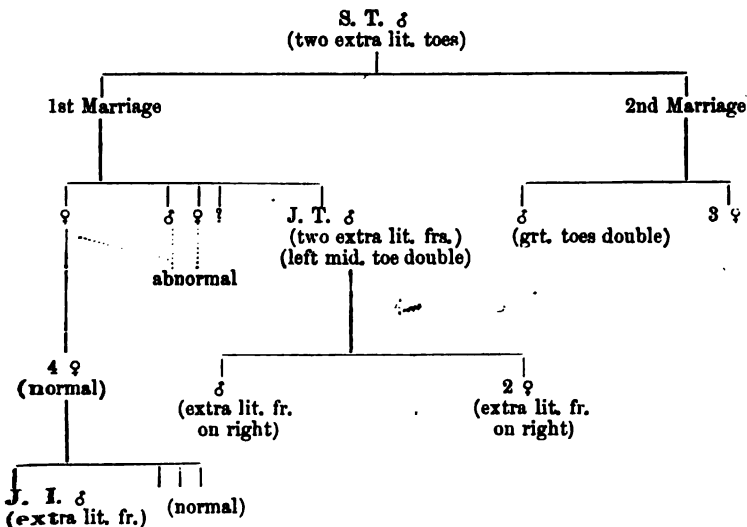 S. T. ♂
(two extra lit. toes)
1st Marriage 2nd Marriage
♀ ♂ ♀ ? J. T. ♂ ♂ 3 ♀
(two extra lit. frs.) (grt. toes double)
(left mid. toe double)
abnormal
4 ♀
(normal)
♂ 2 ♀
(extra lit. fr. (extra lit. fr.
on right) on right)
J. I. ♂ (normal)
(extra lit. fr.)